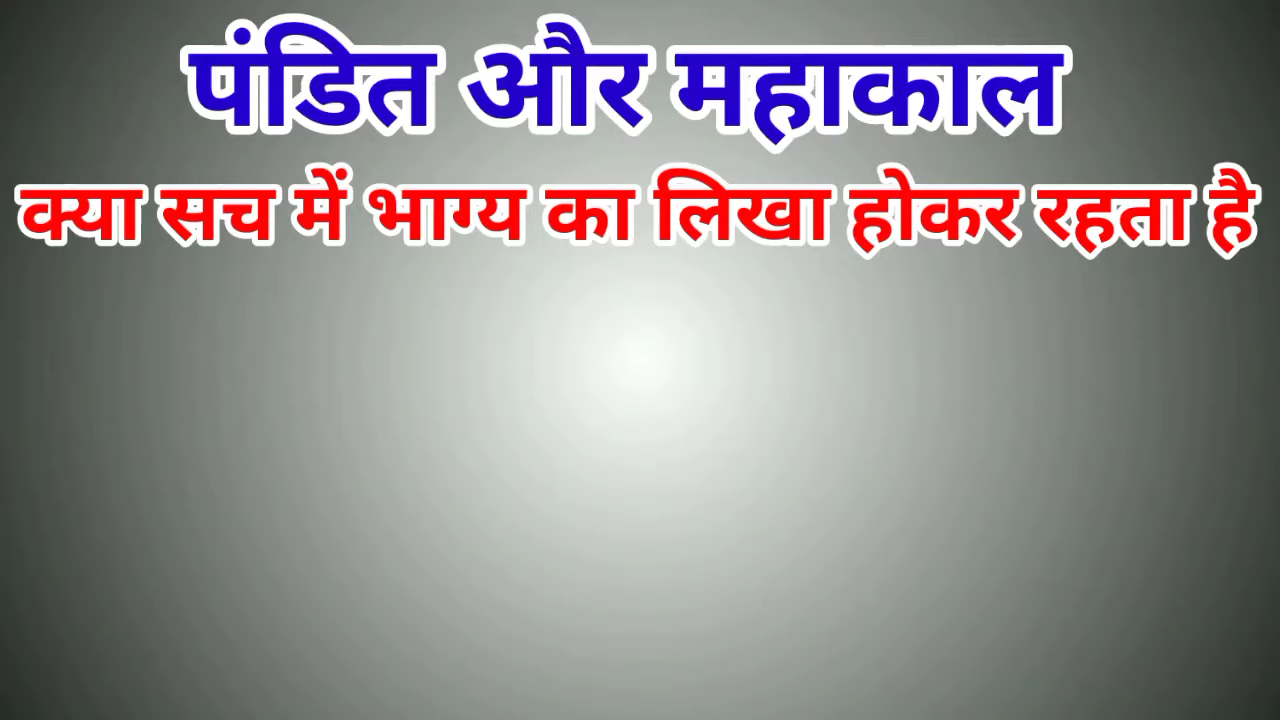 पंडित और महाकाल
क्या सच में भाग्य का लिखा होकर रहता है